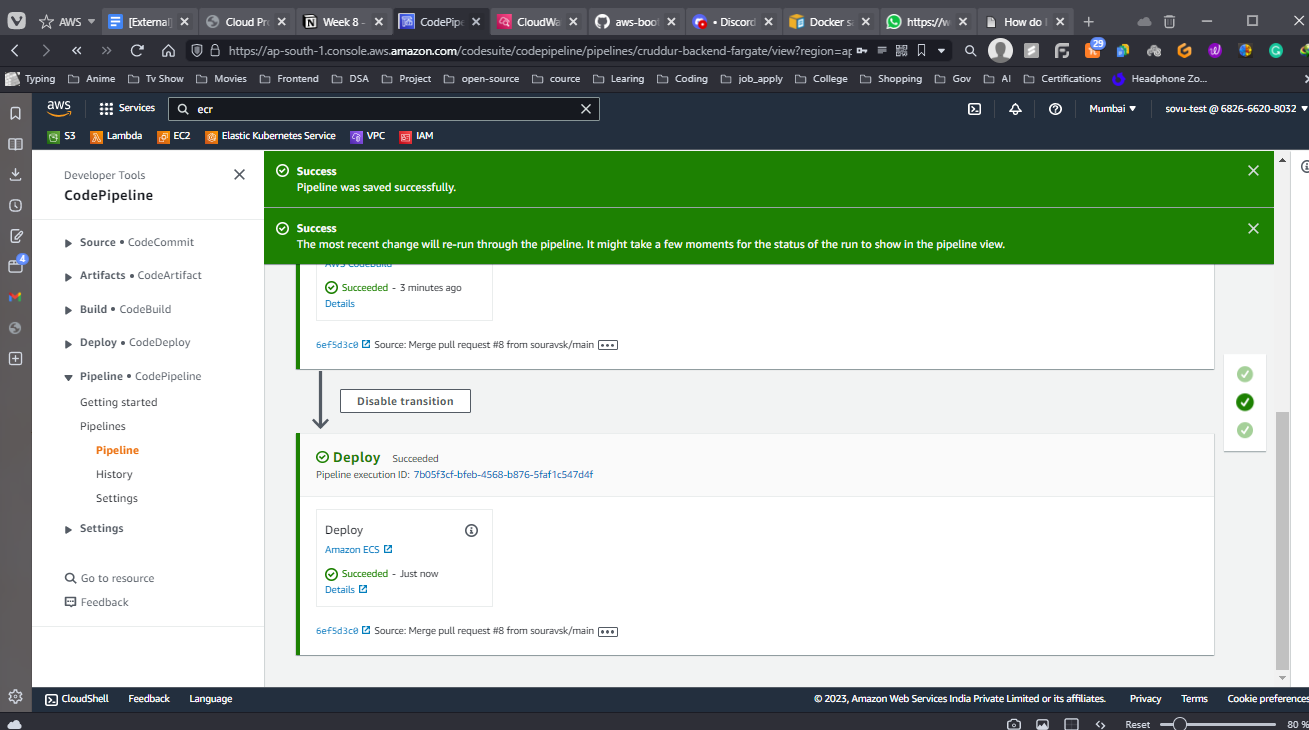 AWS
[External]
Cloud Pr
Week 8 -
CodePip
CloudWa
aws-boot
• Discord
Docker s
https://w
How do
https://ap-south-1.console.aws.amazon.com/codesuite/codepipeline/pipelines/cruddur-backend-fargate/view?region=ap
29
Typing
Anime
Tv Show
Movies
Frontend
DSA
Project
open-source
cource
Learing
Coding
job_apply
College
Shopping
Gov
AI
Certifications
Headphone Zo...
aws
Services
ecr
Mumbai
sovu-test @ 6826-6620-8032
S3
Lambda
EC2
Elastic Kubernetes Service
VPC
IAM
4
Developer Tools
CodePipeline
Source • CodeCommit
Artifacts • CodeArtifact
Build • CodeBuild
Deploy • CodeDeploy
Pipeline • CodePipeline
Getting started
Pipelines
Pipeline
History
Settings
Settings
Go to resource
Feedback
Success
Pipeline was saved successfully.
Success
The most recent change will re-run through the pipeline. It might take a few moments for the status of the run to show in the pipeline view.
AWS CodeBuild
Succeeded - 3 minutes ago
Details
6ef5d3c0 Source: Merge pull request #8 from souravsk/main
Disable transition
Deploy Succeeded
Pipeline execution ID: 7b05f3cf-bfeb-4568-b876-5faf1c547d4f
Deploy
Amazon ECS
Succeeded - Just now
Details
6ef5d3c0 Source: Merge pull request #8 from souravsk/main
CloudShell
Feedback
Language
© 2023, Amazon Web Services India Private Limited or its affiliates.
Privacy
Terms
Cookie preferences
Reset
80 %